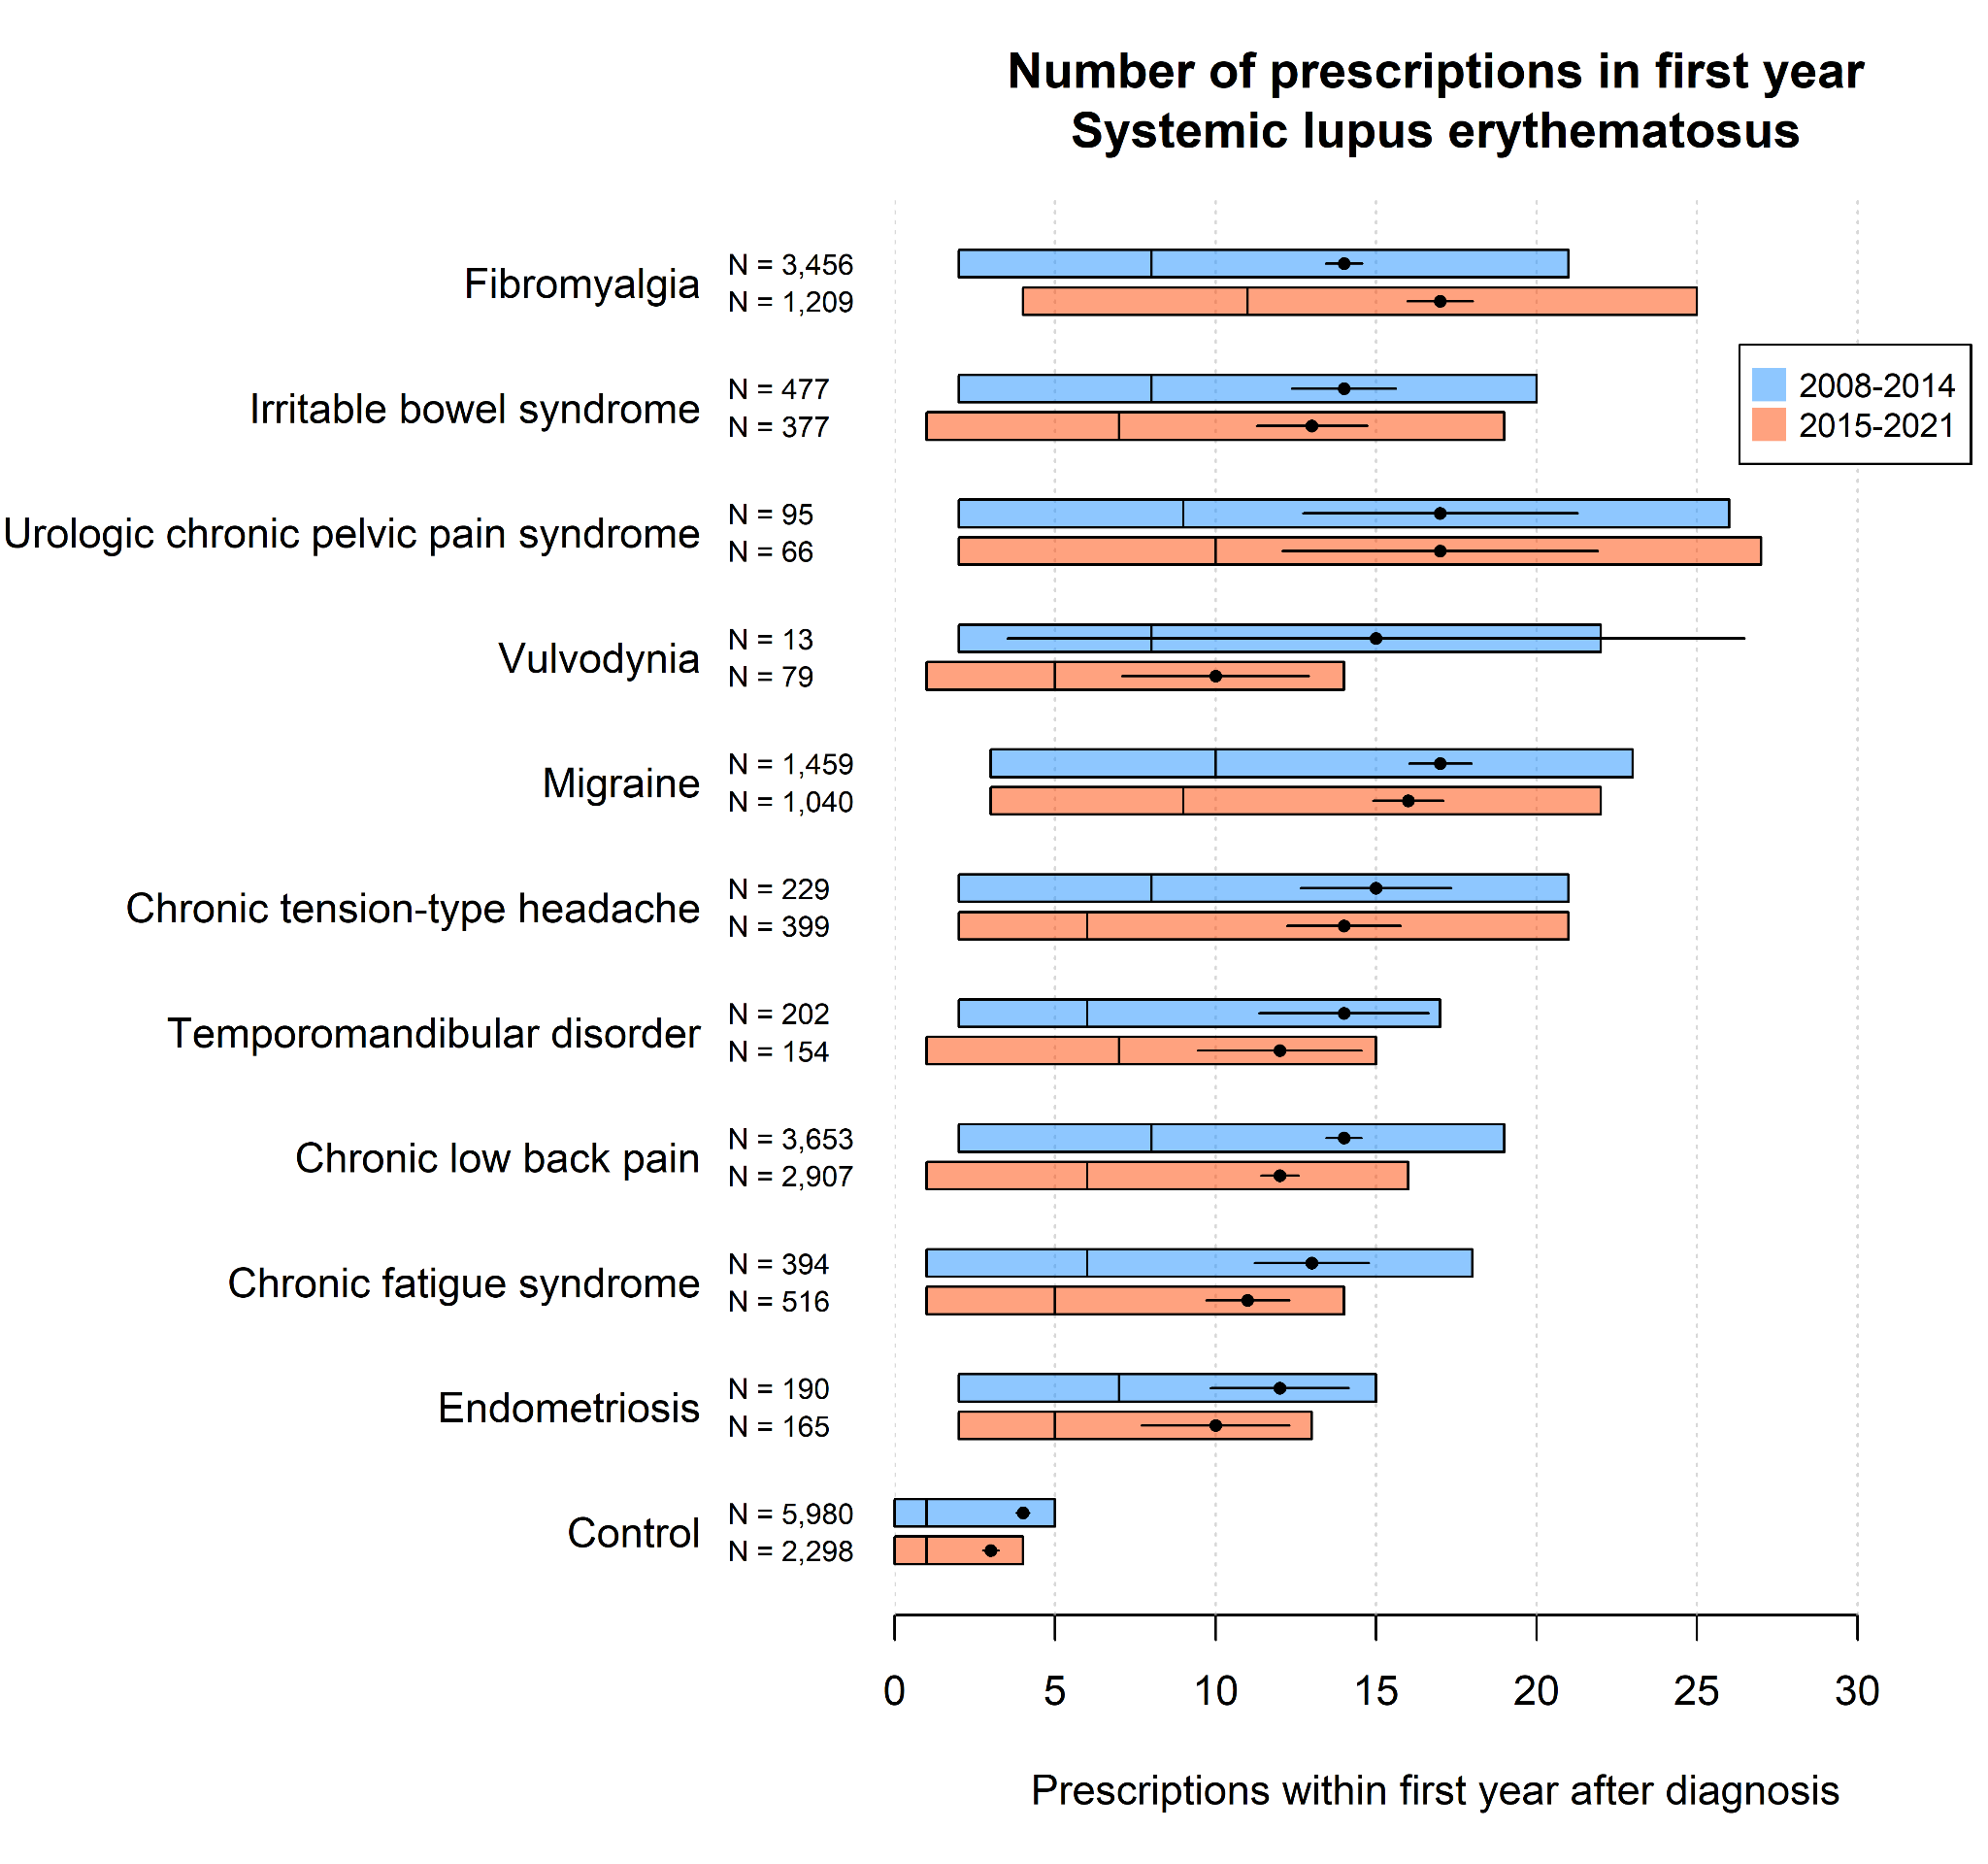 Number of prescriptions in first year
Systemic lupus erythematosus
Fibromyalgia
N = 3,456
N = 1,209
Irritable bowel syndrome
N = 477
N = 377
2008-2014
2015-2021
Urologic chronic pelvic pain syndrome
N = 95
N = 66
Vulvodynia
N = 13
N = 79
Migraine
N = 1,459
N = 1,040
Chronic tension-type headache
N = 229
N = 399
Temporomandibular disorder
N = 202
N = 154
Chronic low back pain
N = 3,653
N = 2,907
Chronic fatigue syndrome
N = 394
N = 516
Endometriosis
N = 190
N = 165
Control
N = 5,980
N = 2,298
0 5 10 15 20 25 30
Prescriptions within first year after diagnosis